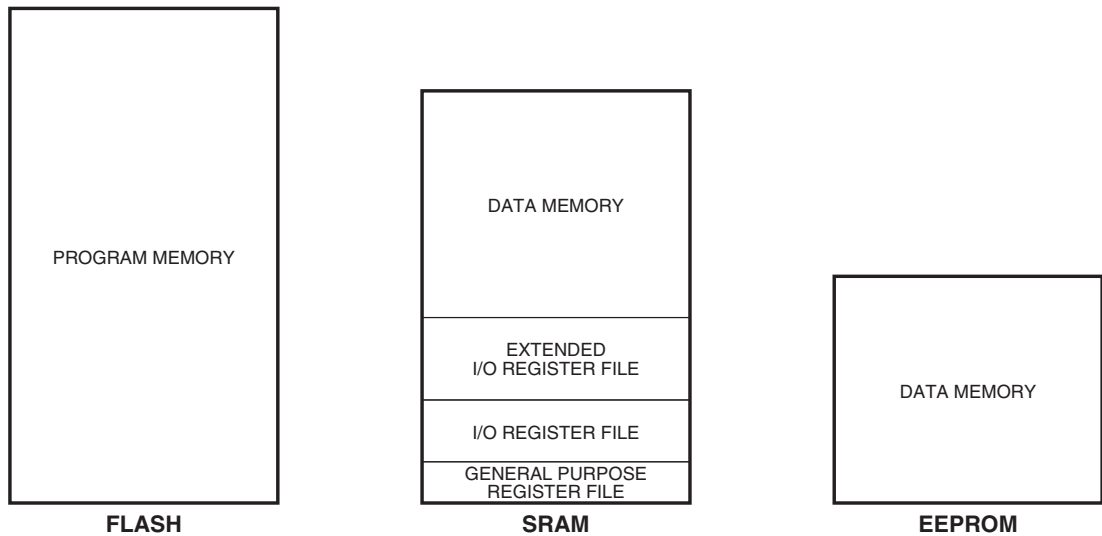 PROGRAM MEMORY
FLASH
DATA MEMORY
EXTENDED
I/O REGISTER FILE
I/O REGISTER FILE
GENERAL PURPOSE
REGISTER FILE
SRAM
DATA MEMORY
EEPROM